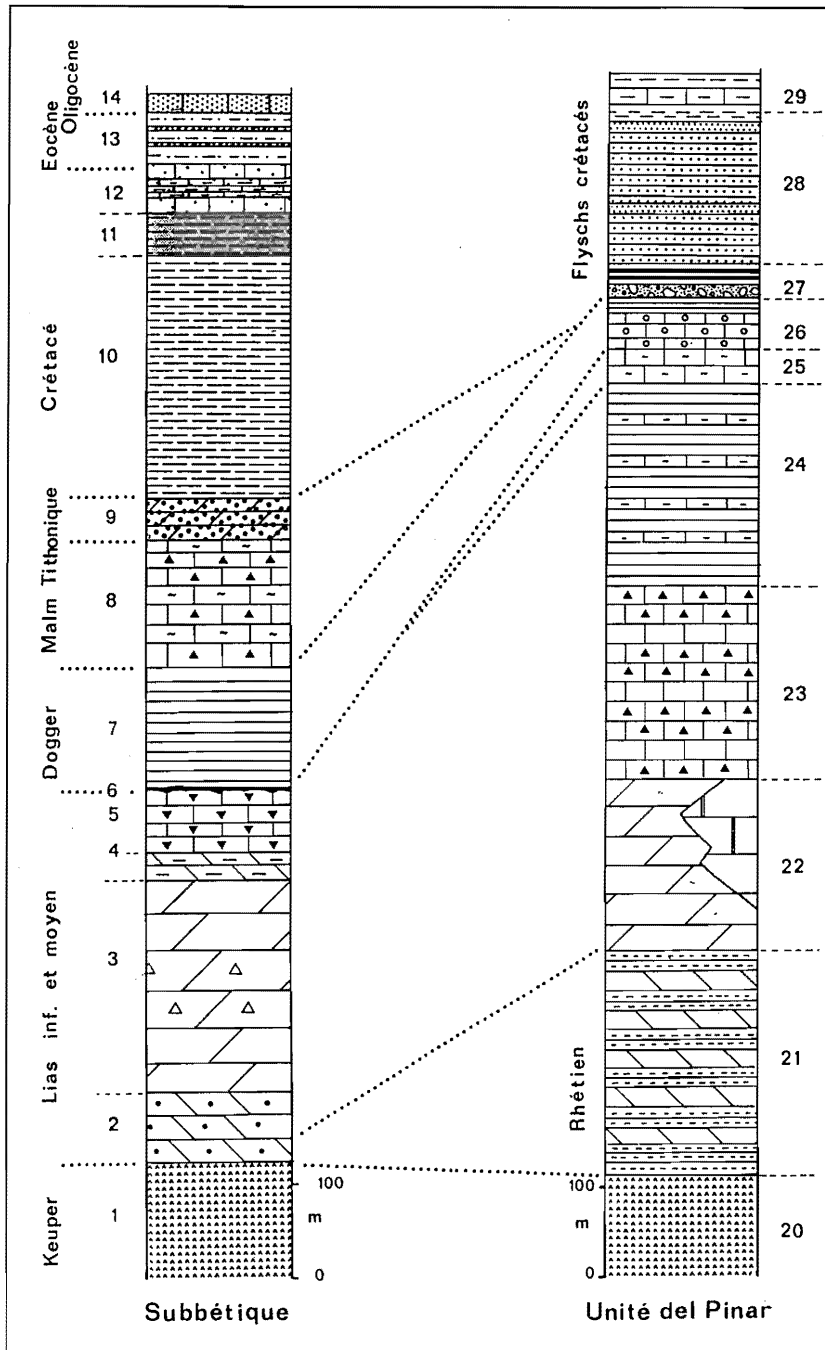 Eocène
Oligocène
Crétacé
Malm Tithonique
Dogger
Lias inf. et moyen
Keuper
14
13
12
11
10
9
8
7
6
5
4
3
2
1
100
m
0
Subbétique
Flyschs crétacés
Rhétien
29
28
27
26
25
24
23
22
21
20
100
m
0
Unité del Pinar